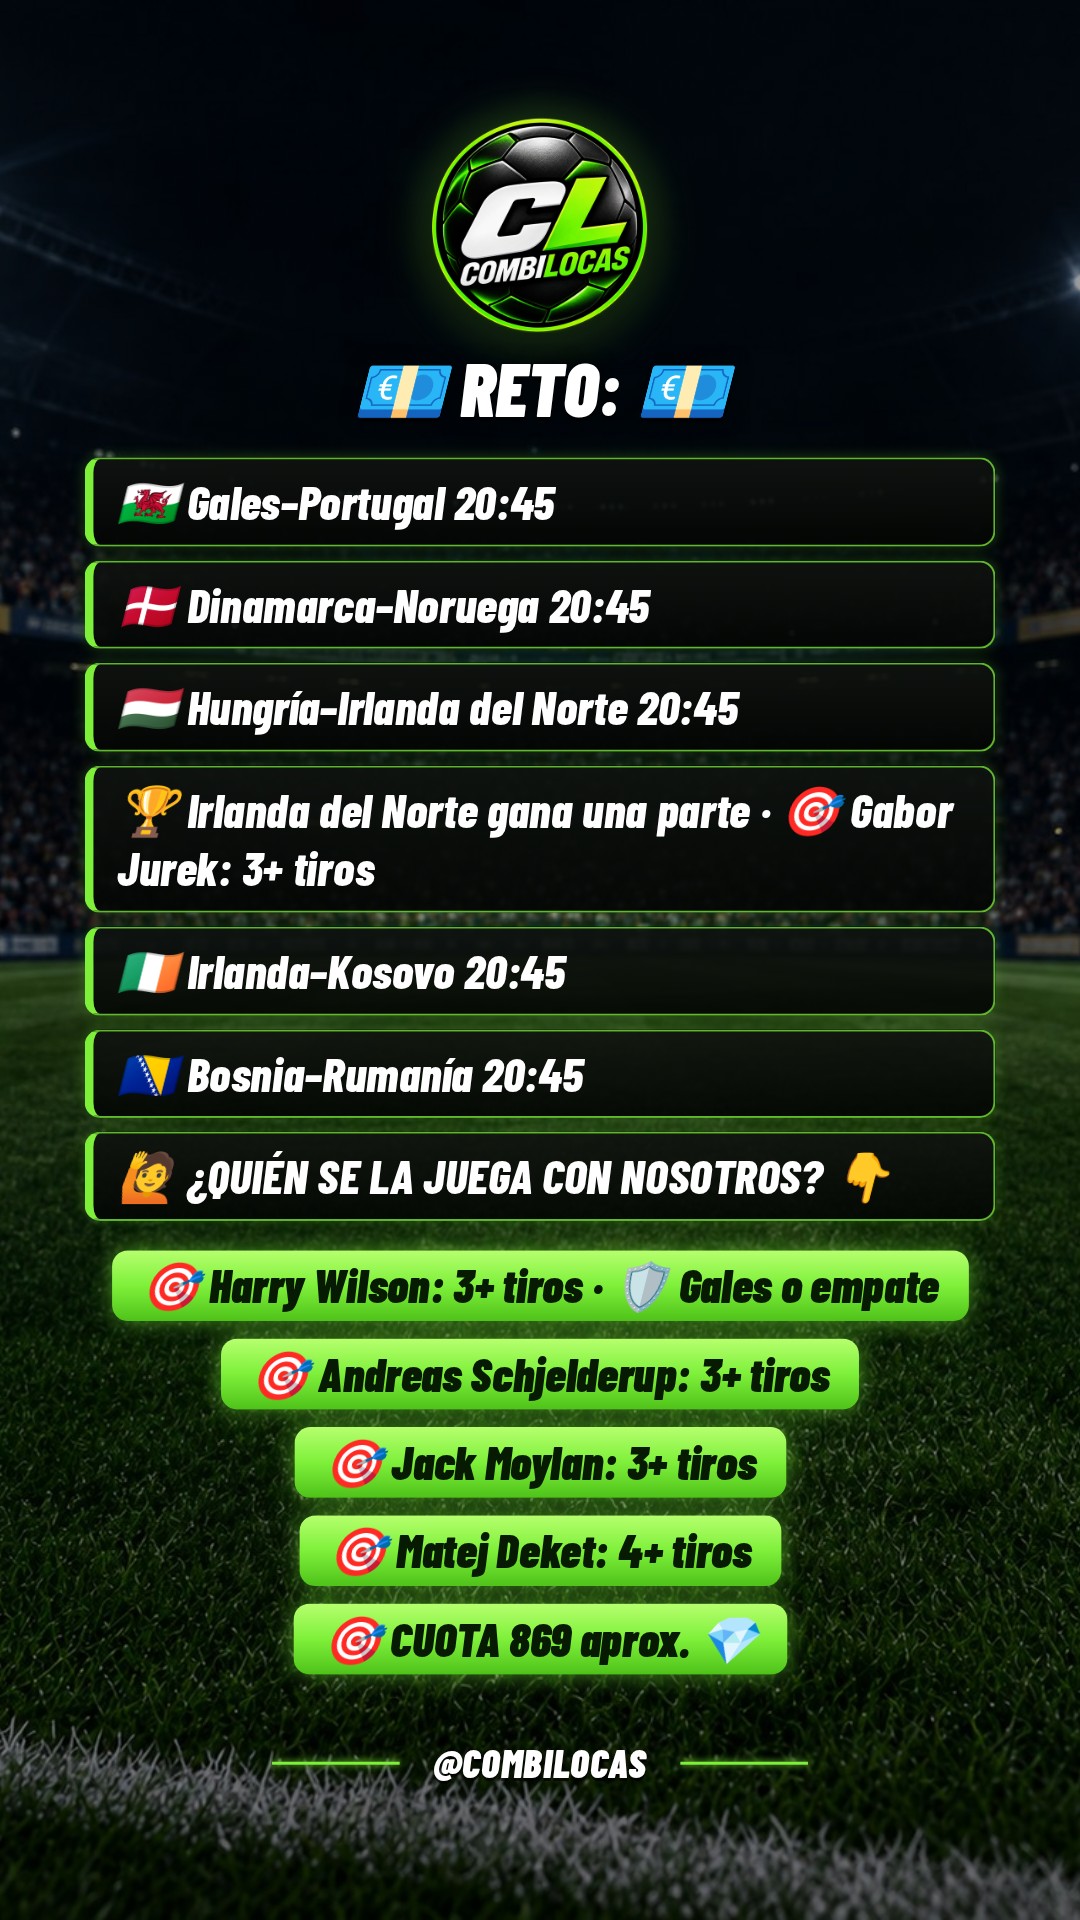 CL
COMBILOCAS
💶 RETO: 💶
🏴󠁧󠁢󠁷󠁬󠁳󠁿 Gales-Portugal 20:45
🇩🇰 Dinamarca-Noruega 20:45
🇭🇺 Hungría-Irlanda del Norte 20:45
🏆 Irlanda del Norte gana una parte · 🎯 Gabor
Jurek: 3+ tiros
🇮🇪 Irlanda-Kosovo 20:45
🇧🇦 Bosnia-Rumanía 20:45
🙋 ¿QUIÉN SE LA JUEGA CON NOSOTROS? 👇
🎯 Harry Wilson: 3+ tiros · 🛡️ Gales o empate
🎯 Andreas Schjelderup: 3+ tiros
🎯 Jack Moylan: 3+ tiros
🎯 Matej Deket: 4+ tiros
🎯 CUOTA 869 aprox. 💎
@COMBILOCAS